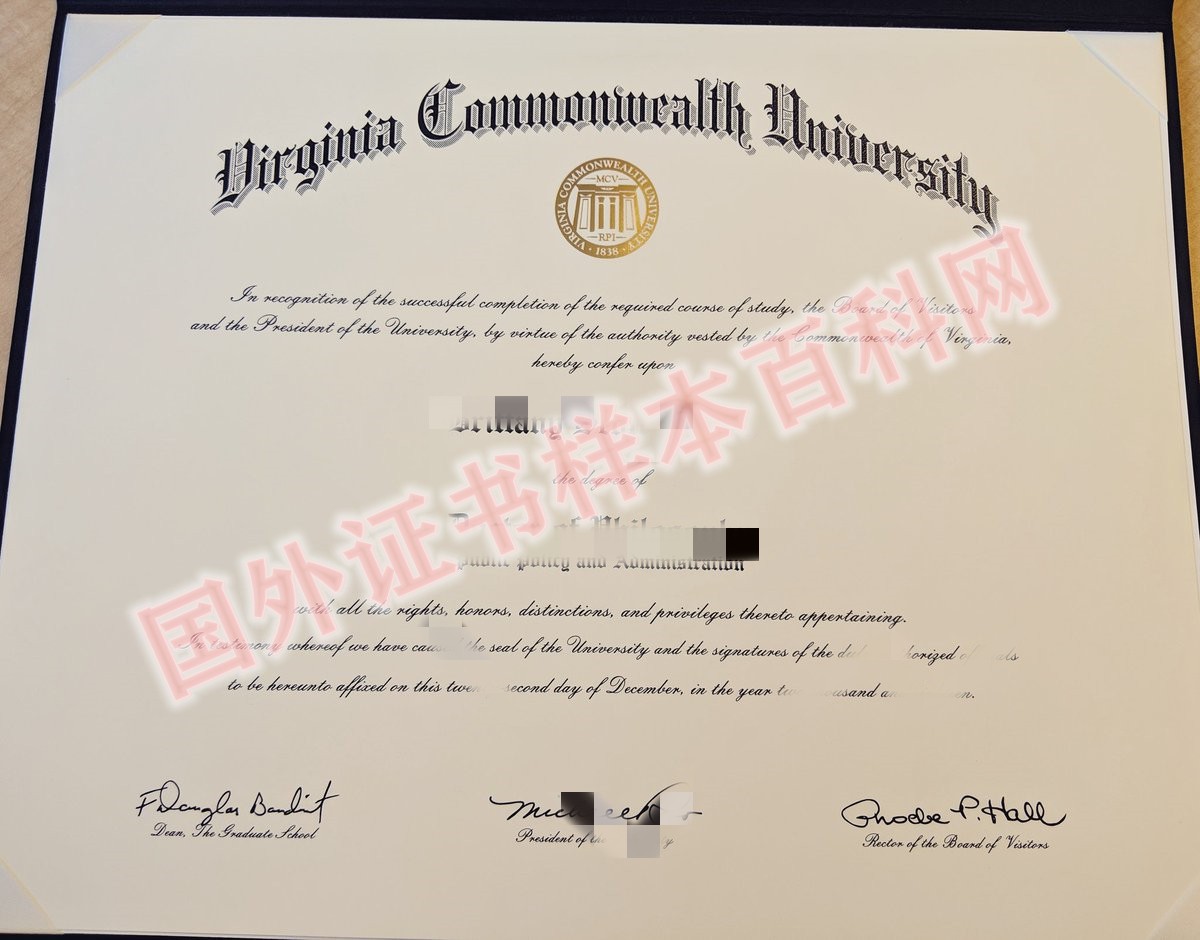 Virginia Commonwealth University
VIRGINIA COMMONWEALTH UNIVERSITY
MCV
RPI
1838
In recognition of the successful completion of the required course of study, the Board of Visitors
and the President of the University, by virtue of the authority vested by the Commonwealth of Virginia,
hereby confer upon
the degree of
of
Public Policy and Administration
with all the rights, honors, distinctions, and privileges thereto appertaining.
In testimony whereof we have the seal of the University and the signatures of the
to be hereunto affixed on this second day of December, in the year
国外证书样本百科网
F Douglas Boudinot
Phoebe P. Hall
Dean, The Graduate School
President of
Rector of the Board of Visitors